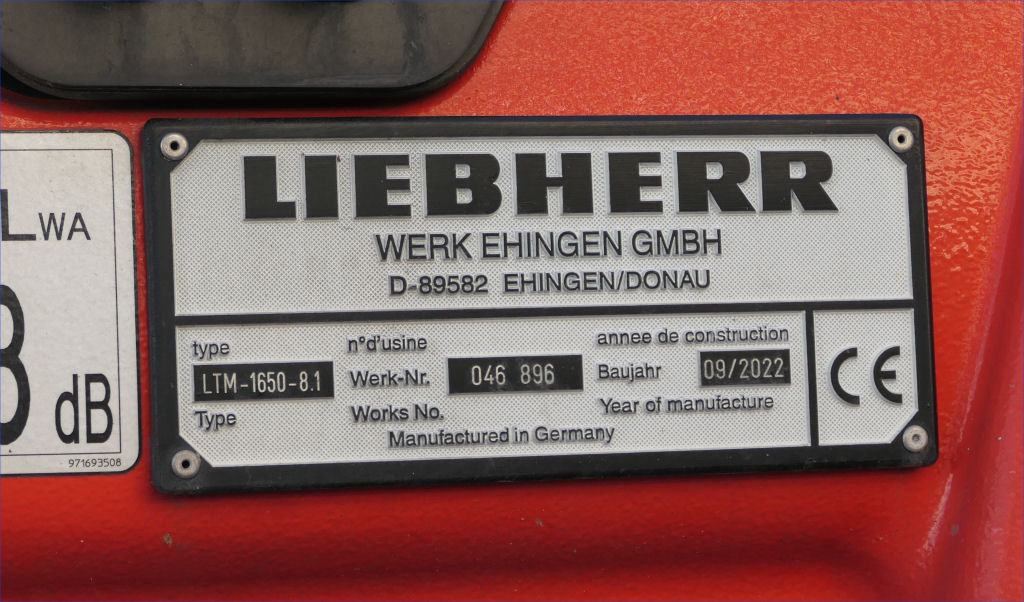 LIEBHERR
WERK EHINGEN GMBH
D-89582 EHINGEN/DONAU
type
LTM-1650-8.1
Type
n°d'usine
Werk-Nr. 046 896
Works No.
annee de construction
Baujahr 09/2022
Year of manufacture
Manufactured in Germany
CE
LWA
dB
971693508